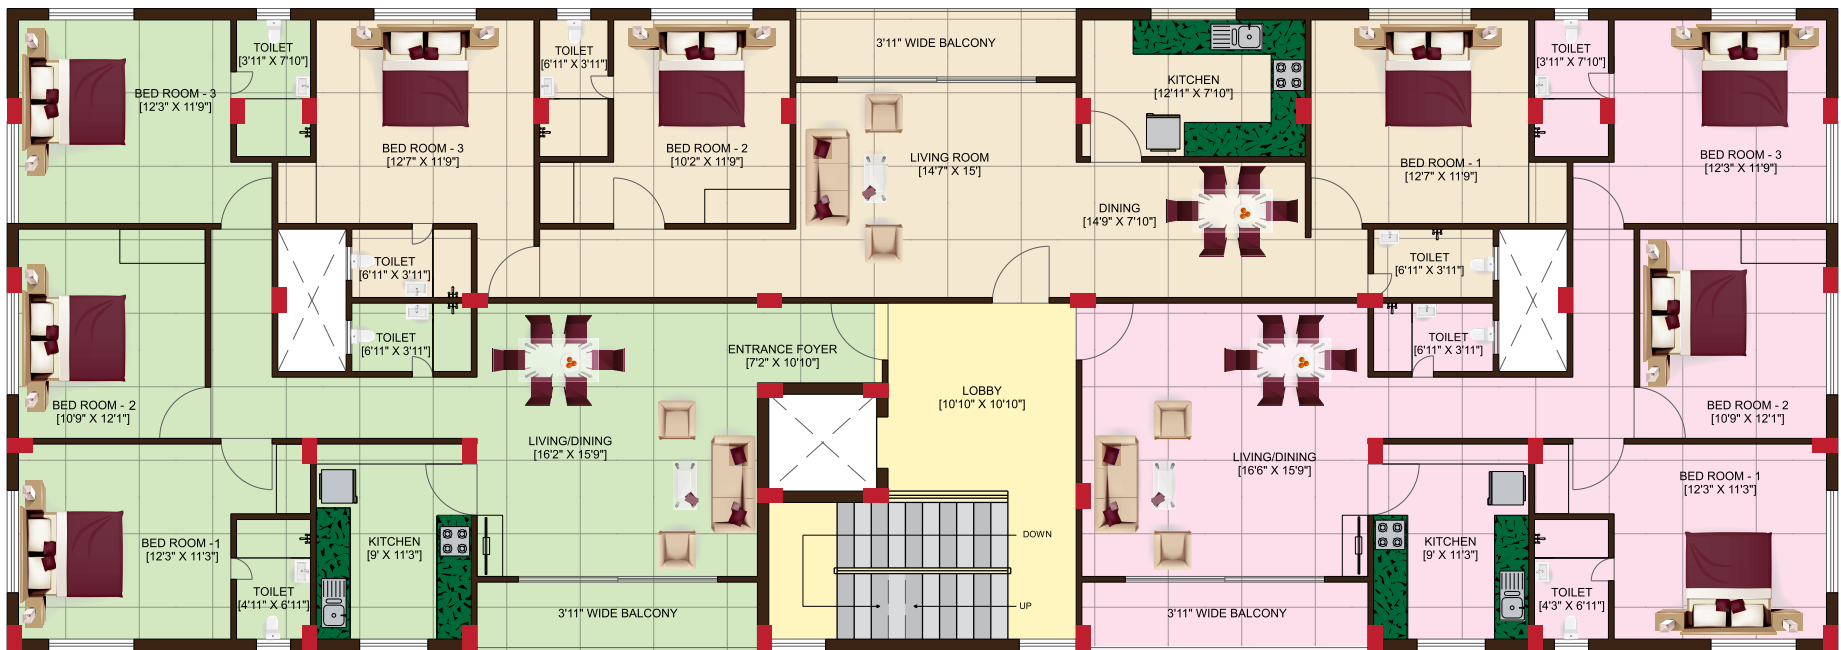 TOILET
[3'11" X 7'10"]
BED ROOM - 3
[12'3" X 11'9"]
BED ROOM - 3
[12'7" X 11'9"]
TOILET
[6'11" X 3'11"]
BED ROOM - 2
[10'2" X 11'9"]
3'11" WIDE BALCONY
LIVING ROOM
[14'7" X 15']
KITCHEN
[12'11" X 7'10"]
DINING
[14'9" X 7'10"]
BED ROOM - 1
[12'7" X 11'9"]
TOILET
[3'11" X 7'10"]
BED ROOM - 3
[12'3" X 11'9"]
TOILET
[6'11" X 3'11"]
TOILET
[6'11" X 3'11"]
TOILET
[6'11" X 3'11"]
TOILET
[6'11" X 3'11"]
BED ROOM - 2
[10'9" X 12'1"]
ENTRANCE FOYER
[7'2" X 10'10"]
LOBBY
[10'10" X 10'10"]
BED ROOM - 2
[10'9" X 12'1"]
LIVING/DINING
[16'2" X 15'9"]
LIVING/DINING
[16'6" X 15'9"]
BED ROOM - 1
[12'3" X 11'3"]
BED ROOM -1
[12'3" X 11'3"]
KITCHEN
[9' X 11'3"]
DOWN
KITCHEN
[9' X 11'3"]
TOILET
[4'11" X 6'11"]
3'11" WIDE BALCONY
UP
3'11" WIDE BALCONY
TOILET
[4'3" X 6'11"]